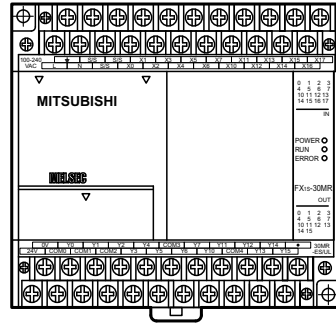 100-240
VAC
⏚ S/S S/S X1 X3 X5 X7 X11 X13 X15 X17
L N S/S X0 X2 X4 X6 X10 X12 X14 X16
MITSUBISHI
0 1 2 3
4 5 6 7
10 11 12 13
14 15 16 17
IN
POWER
RUN
ERROR
MELSEC
FX1S-30MR
OUT
0 1 2 3
4 5 6 7
10 11 12 13
14 15
0V Y0 Y1 Y2 Y4 COM3 Y7 Y11 Y12 Y14 •
24V COM0 COM1 COM2 Y3 Y5 Y6 Y10 COM4 Y13 Y15
30MR
-ES/UL